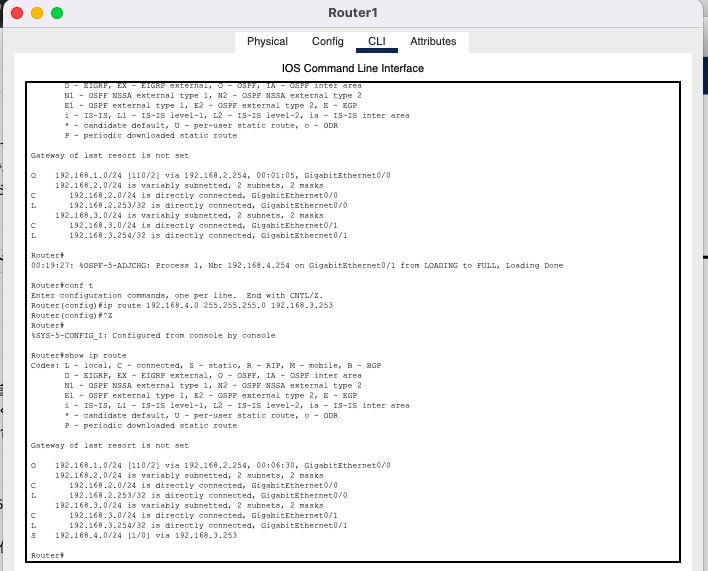 Router1
Physical Config CLI Attributes
IOS Command Line Interface
D - EIGRP, EX - EIGRP external, O - OSPF, IA - OSPF inter area
N1 - OSPF NSSA external type 1, N2 - OSPF NSSA external type 2
E1 - OSPF external type 1, E2 - OSPF external type 2, E - EGP
i - IS-IS, L1 - IS-IS level-1, L2 - IS-IS level-2, ia - IS-IS inter area
* - candidate default, U - per-user static route, o - ODR
P - periodic downloaded static route
Gateway of last resort is not set
O 192.168.1.0/24 [110/2] via 192.168.2.254, 00:01:05, GigabitEthernet0/0
192.168.2.0/24 is variably subnetted, 2 subnets, 2 masks
C 192.168.2.0/24 is directly connected, GigabitEthernet0/0
L 192.168.2.253/32 is directly connected, GigabitEthernet0/0
192.168.3.0/24 is variably subnetted, 2 subnets, 2 masks
C 192.168.3.0/24 is directly connected, GigabitEthernet0/1
L 192.168.3.254/32 is directly connected, GigabitEthernet0/1
Router#
00:19:27: %OSPF-5-ADJCHG: Process 1, Nbr 192.168.4.254 on GigabitEthernet0/1 from LOADING to FULL, Loading Done
Router#conf t
Enter configuration commands, one per line. End with CNTL/Z.
Router(config)#ip route 192.168.4.0 255.255.255.0 192.168.3.253
Router(config)#^Z
Router#
%SYS-5-CONFIG_I: Configured from console by console
Router#show ip route
Codes: L - local, C - connected, S - static, R - RIP, M - mobile, B - BGP
D - EIGRP, EX - EIGRP external, O - OSPF, IA - OSPF inter area
N1 - OSPF NSSA external type 1, N2 - OSPF NSSA external type 2
E1 - OSPF external type 1, E2 - OSPF external type 2, E - EGP
i - IS-IS, L1 - IS-IS level-1, L2 - IS-IS level-2, ia - IS-IS inter area
* - candidate default, U - per-user static route, o - ODR
P - periodic downloaded static route
Gateway of last resort is not set
O 192.168.1.0/24 [110/2] via 192.168.2.254, 00:06:30, GigabitEthernet0/0
192.168.2.0/24 is variably subnetted, 2 subnets, 2 masks
C 192.168.2.0/24 is directly connected, GigabitEthernet0/0
L 192.168.2.253/32 is directly connected, GigabitEthernet0/0
192.168.3.0/24 is variably subnetted, 2 subnets, 2 masks
C 192.168.3.0/24 is directly connected, GigabitEthernet0/1
L 192.168.3.254/32 is directly connected, GigabitEthernet0/1
S 192.168.4.0/24 [1/0] via 192.168.3.253
Router#